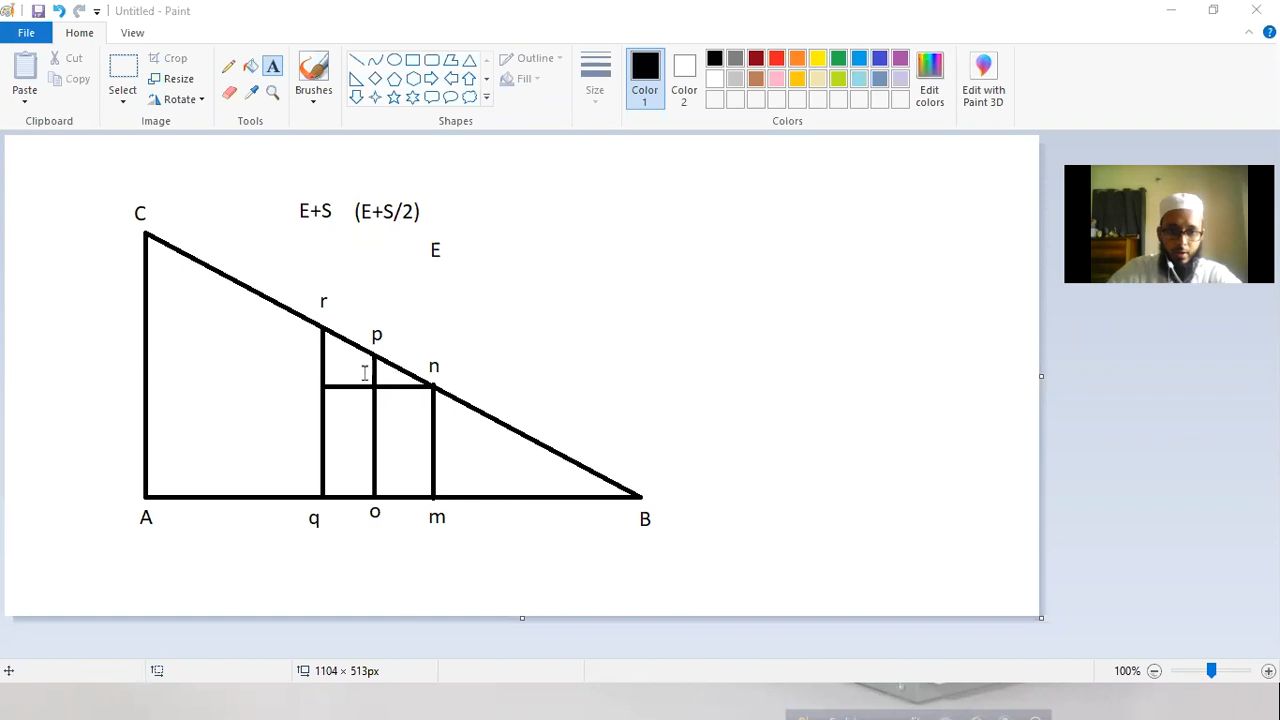 Untitled - Paint
File Home View
Paste
Cut
Copy
Clipboard
Select
Crop
Resize
Rotate
Image
A
Tools
Brushes
Outline
Fill
Shapes
Size
Color 1
Color 2
Edit colors
Colors
Edit with Paint 3D
C
E+S (E+S/2)
E
r
p
n
A q o m B
1104 × 513px
100%